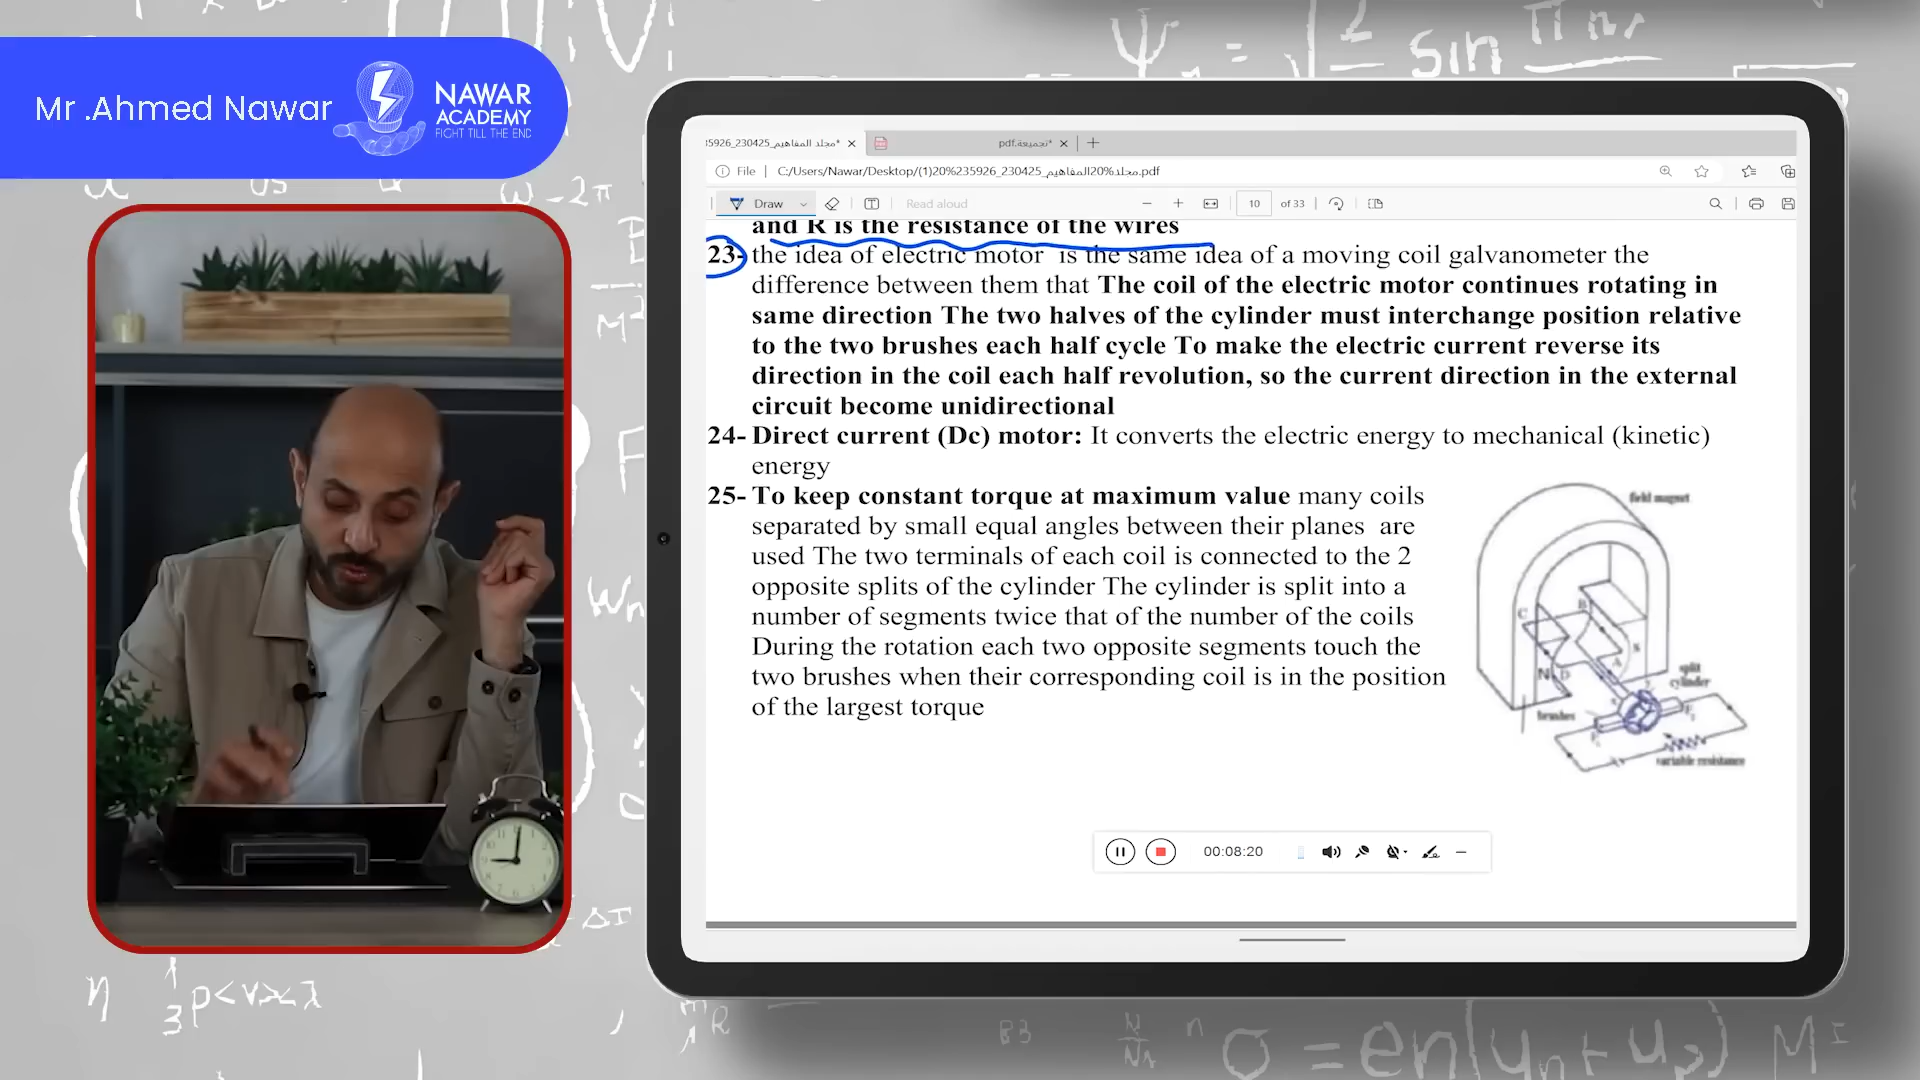 Mr .Ahmed Nawar
NAWAR
ACADEMY
FIGHT TILL THE END
35926_230425_مجلد المفاهيم*
تجميعة.pdf*
File
C:/Users/Nawar/Desktop/(1)20%235926_230425_مجلد%20المفاهيم.pdf
Draw
Read aloud
10
of 33
and R is the resistance of the wires
23- the idea of electric motor is the same idea of a moving coil galvanometer the
difference between them that The coil of the electric motor continues rotating in
same direction The two halves of the cylinder must interchange position relative
to the two brushes each half cycle To make the electric current reverse its
direction in the coil each half revolution, so the current direction in the external
circuit become unidirectional
24- Direct current (Dc) motor: It converts the electric energy to mechanical (kinetic)
energy
25- To keep constant torque at maximum value many coils
separated by small equal angles between their planes are
used The two terminals of each coil is connected to the 2
opposite splits of the cylinder The cylinder is split into a
number of segments twice that of the number of the coils
During the rotation each two opposite segments touch the
two brushes when their corresponding coil is in the position
of the largest torque
field magnet
C
B
S
A
N
D
split
cylinder
brushes
variable resistance
00:08:20